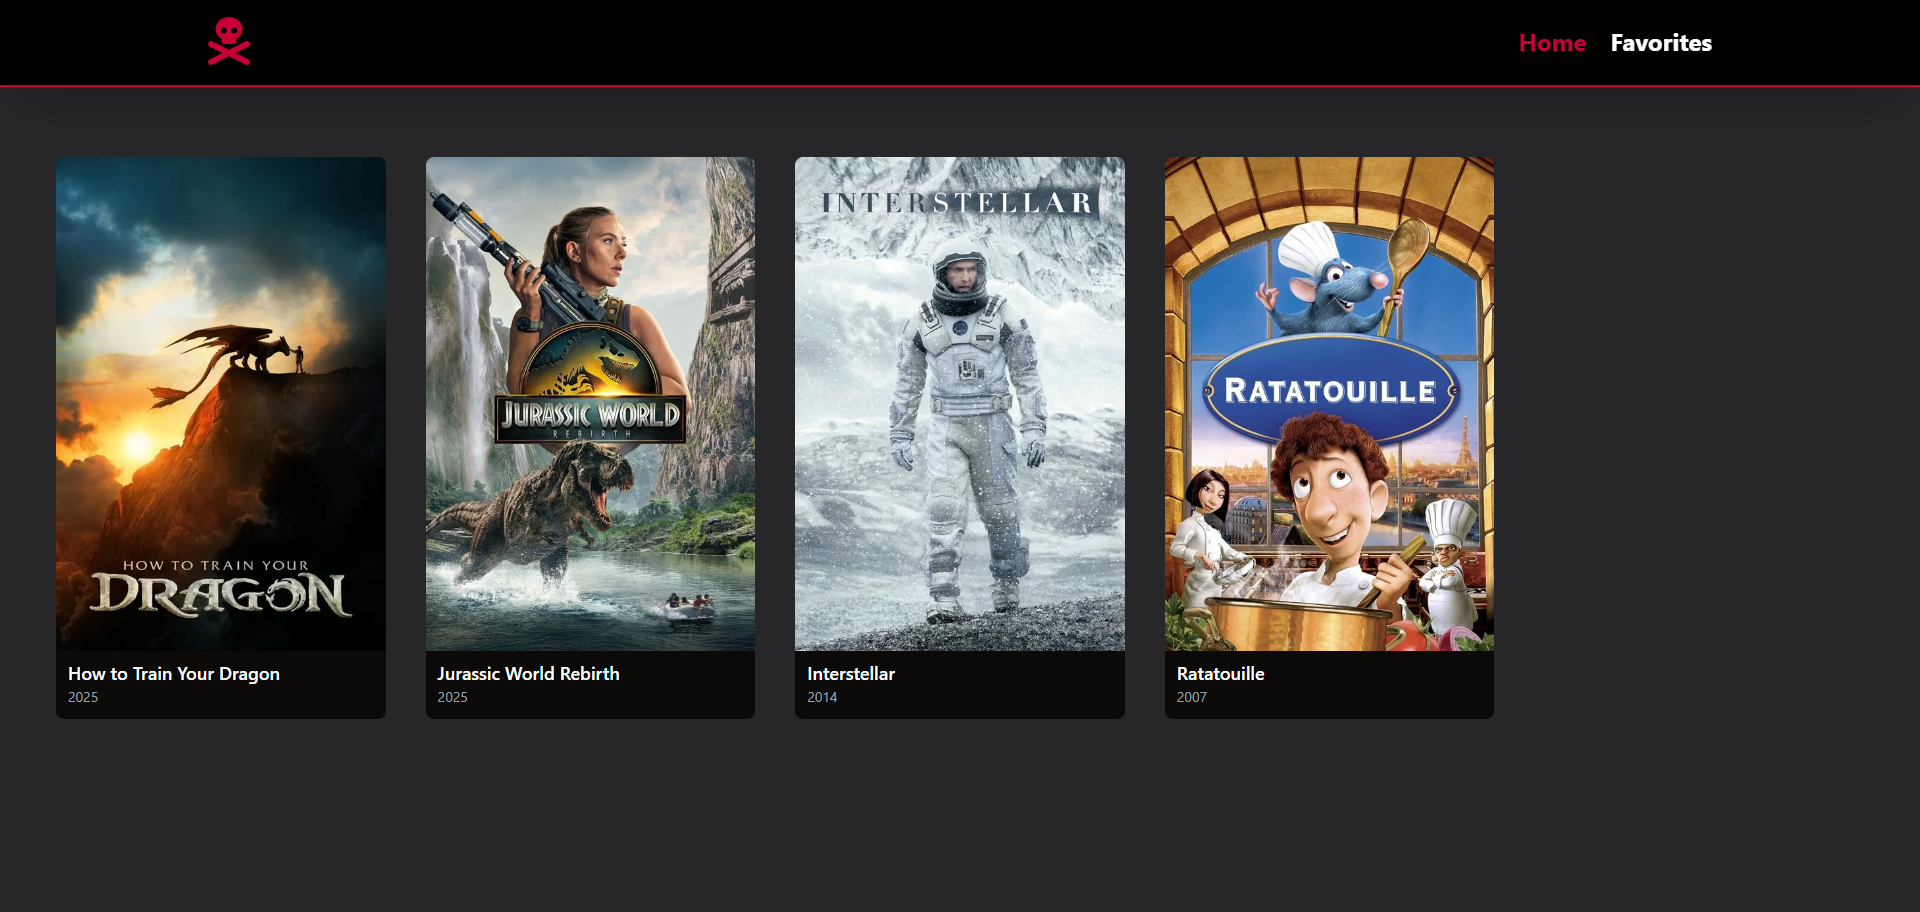 Home Favorites
HOW TO TRAIN YOUR
DRAGON
JURASSIC WORLD
REBIRTH
INTERSTELLAR
RATATOUILLE
How to Train Your Dragon
2025
Jurassic World Rebirth
2025
Interstellar
2014
Ratatouille
2007